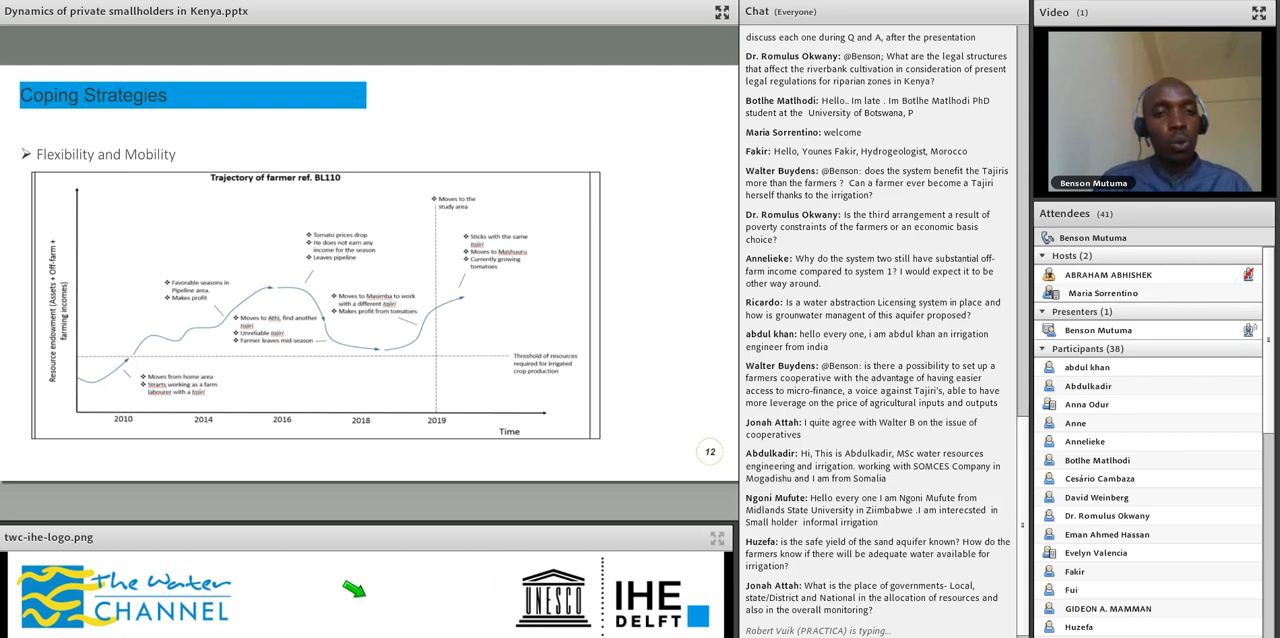 Dynamics of private smallholders in Kenya.pptx
Coping Strategies
➢ Flexibility and Mobility
Trajectory of farmer ref. BL110
Resource endowment (Assets + Off-farm +
farming incomes)
❖ Moves to the
study area
❖ Tomato prices drop
❖ He does not earn any
income for the season
❖ Leaves pipeline
❖ Sticks with the same
tajiri
❖ Moves to Mashuuru
❖ Currently growing
tomatoes
❖ Favorable seasons in
Pipeline area.
❖ Makes profit
❖ Moves to Masimba to work
with a different tajiri
❖ Makes profit from tomatoes
❖ Moves to Athi, find another
tajiri
❖ Unreliable tajiri
❖ Farmer leaves mid-season
Threshold of resources
required for irrigated
crop production
❖ Moves from home area
❖ Strarts working as a farm
labourer with a tajiri
2010
2014
2016
2018
2019
Time
12
twc-ihe-logo.png
The Water
CHANNEL
UNESCO
IHE
DELFT
Chat (Everyone)
discuss each one during Q and A, after the presentation
Dr. Romulus Okwany: @Benson; What are the legal structures
that affect the riverbank cultivation in consideration of present
legal regulations for riparian zones in Kenya?
Botlhe Matlhodi: Hello.. Im late . Im Botlhe Matlhodi PhD
student at the University of Botswana, P
Maria Sorrentino: welcome
Fakir: Hello, Younes Fakir, Hydrogeologist, Morocco
Walter Buydens: @Benson: does the system benefit the Tajiris
more than the farmers ? Can a farmer ever become a Tajiri
herself thanks to the irrigation?
Dr. Romulus Okwany: Is the third arrangement a result of
poverty constraints of the farmers or an economic basis
choice?
Annelieke: Why do the system two still have substantial off-
farm income compared to system 1? I would expect it to be
other way around.
Ricardo: Is a water abstraction Licensing system in place and
how is grounwater managent of this aquifer proposed?
abdul khan: hello every one, i am abdul khan an irrigation
engineer from india
Walter Buydens: @Benson: is there a possibility to set up a
farmers cooperative with the advantage of having easier
access to micro-finance, a voice against Tajiri's, able to have
more leverage on the price of agricultural inputs and outputs
Jonah Attah: I quite agree with Walter B on the issue of
cooperatives
Abdulkadir: Hi, This is Abdulkadir, MSc water resources
engineering and irrigation. working with SOMCES Company in
Mogadishu and I am from Somalia
Ngoni Mufute: Hello every one I am Ngoni Mufute from
Midlands State University in Ziimbabwe .I am interecsted in
Small holder informal irrigation
Huzefa: is the safe yield of the sand aquifer known? How do the
farmers know if there will be adequate water available for
irrigation?
Jonah Attah: What is the place of governments- Local,
state/District and National in the allocation of resources and
also in the overall monitoring?
Robert Vuik (PRACTICA) is typing...
Video (1)
Benson Mutuma
Attendees (41)
Benson Mutuma
Hosts (2)
ABRAHAM ABHISHEK
Maria Sorrentino
Presenters (1)
Benson Mutuma
Participants (38)
abdul khan
Abdulkadir
Anna Odur
Anne
Annelieke
Botlhe Matlhodi
Cesário Cambaza
David Weinberg
Dr. Romulus Okwany
Eman Ahmed Hassan
Evelyn Valencia
Fakir
Fui
GIDEON A. MAMMAN
Huzefa